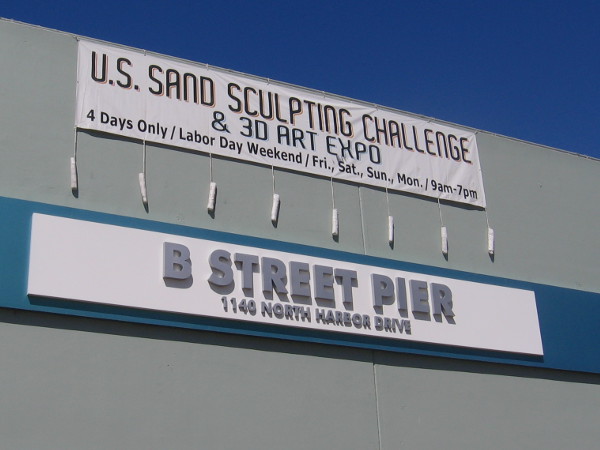 U.S. SAND SCULPTING CHALLENGE
& 3D ART EXPO
4 Days Only / Labor Day Weekend / Fri., Sat., Sun., Mon. / 9am-7pm
B STREET PIER
1140 NORTH HARBOR DRIVE